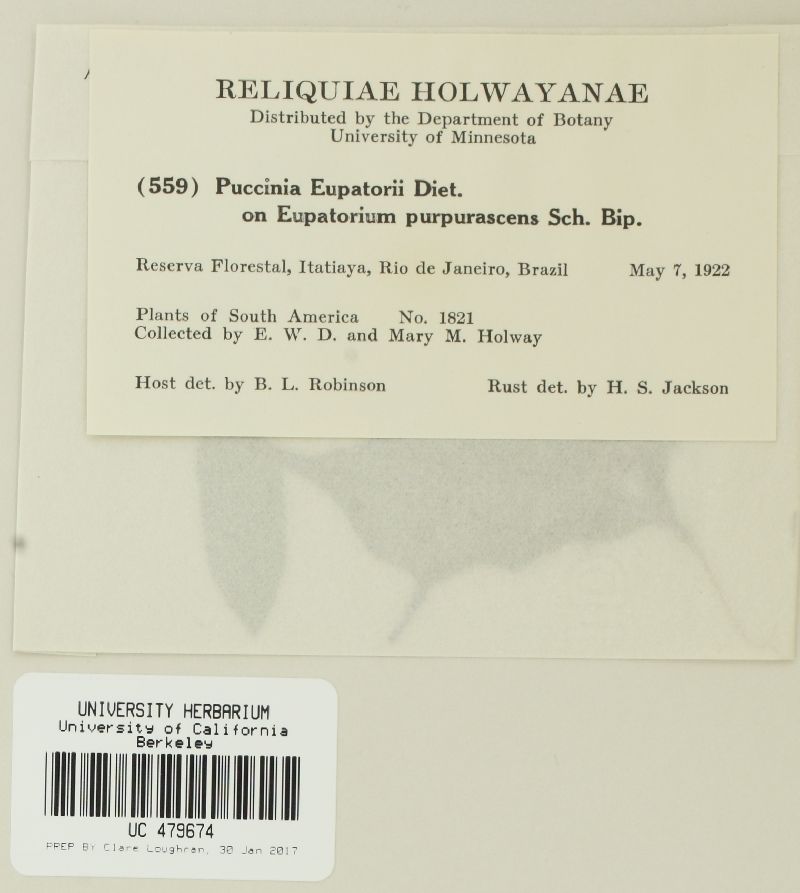 RELIQUIAE HOLWAYANAE
Distributed by the Department of Botany
University of Minnesota
(559) Puccinia Eupatorii Diet.
on Eupatorium purpurascens Sch. Bip.
Reserva Florestal, Itatiaya, Rio de Janeiro, Brazil May 7, 1922
Plants of South America No. 1821
Collected by E. W. D. and Mary M. Holway
Host det. by B. L. Robinson Rust det. by H. S. Jackson
UNIVERSITY HERBARIUM
University of California
Berkeley
UC 479674
PREP BY Clare Loughran, 30 Jan 2017